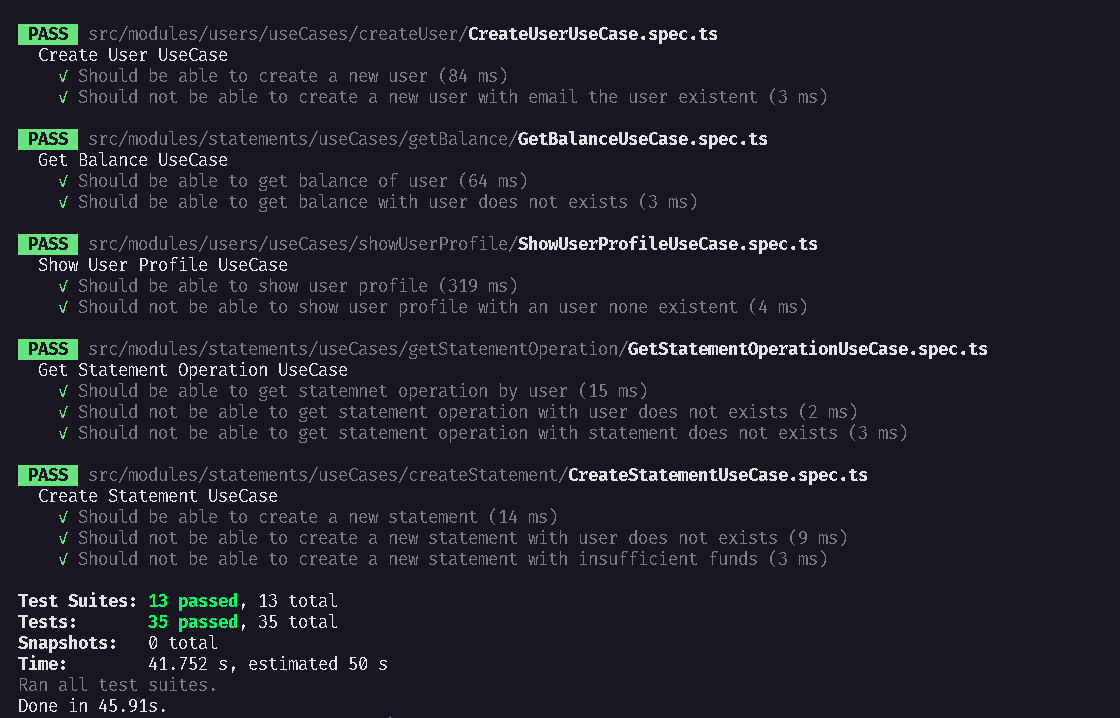 PASS src/modules/users/useCases/createUser/CreateUserUseCase.spec.ts
Create User UseCase
✓ Should be able to create a new user (84 ms)
✓ Should not be able to create a new user with email the user existent (3 ms)
PASS src/modules/statements/useCases/getBalance/GetBalanceUseCase.spec.ts
Get Balance UseCase
✓ Should be able to get balance of user (64 ms)
✓ Should be able to get balance with user does not exists (3 ms)
PASS src/modules/users/useCases/showUserProfile/ShowUserProfileUseCase.spec.ts
Show User Profile UseCase
✓ Should be able to show user profile (319 ms)
✓ Should not be able to show user profile with an user none existent (4 ms)
PASS src/modules/statements/useCases/getStatementOperation/GetStatementOperationUseCase.spec.ts
Get Statement Operation UseCase
✓ Should be able to get statemnet operation by user (15 ms)
✓ Should not be able to get statement operation with user does not exists (2 ms)
✓ Should not be able to get statement operation with statement does not exists (3 ms)
PASS src/modules/statements/useCases/createStatement/CreateStatementUseCase.spec.ts
Create Statement UseCase
✓ Should be able to create a new statement (14 ms)
✓ Should not be able to create a new statement with user does not exists (9 ms)
✓ Should not be able to create a new statement with insufficient funds (3 ms)
Test Suites: 13 passed, 13 total
Tests: 35 passed, 35 total
Snapshots: 0 total
Time: 41.752 s, estimated 50 s
Ran all test suites.
Done in 45.91s.